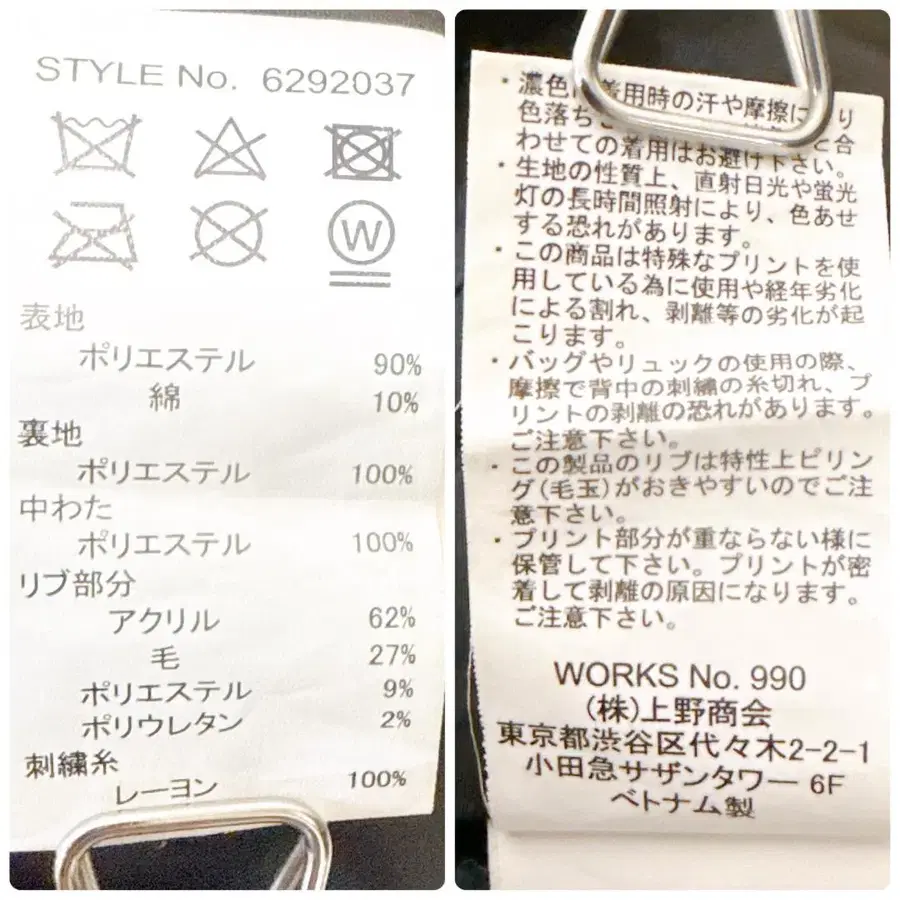 STYLE No. 6292037
W
表地
ポリエステル 90%
綿 10%
裏地
ポリエステル 100%
中わた
ポリエステル 100%
リブ部分
アクリル 62%
毛 27%
ポリエステル 9%
ポリウレタン 2%
刺繍糸
レーヨン 100%
・濃色は着用時の汗や摩擦により
色落ち と合
わせての着用はお避け下さい。
・生地の性質上、直射日光や蛍光
灯の長時間照射により、色あせ
する恐れがあります。
・この商品は特殊なプリントを使
用している為に使用や経年劣化
による割れ、剥離等の劣化が起
こります。
・バッグやリュックの使用の際、
摩擦で背中の刺繍の糸切れ、プ
リントの剥離の恐れがあります。
ご注意下さい。
・この製品のリブは特性上ピリン
グ(毛玉)がおきやすいのでご注
意下さい。
・プリント部分が重ならない様に
保管して下さい。プリントが密
着して剥離の原因になります。
ご注意下さい。
WORKS No. 990
(株)上野商会
東京都渋谷区代々木2-2-1
小田急サザンタワー 6F
ベトナム製